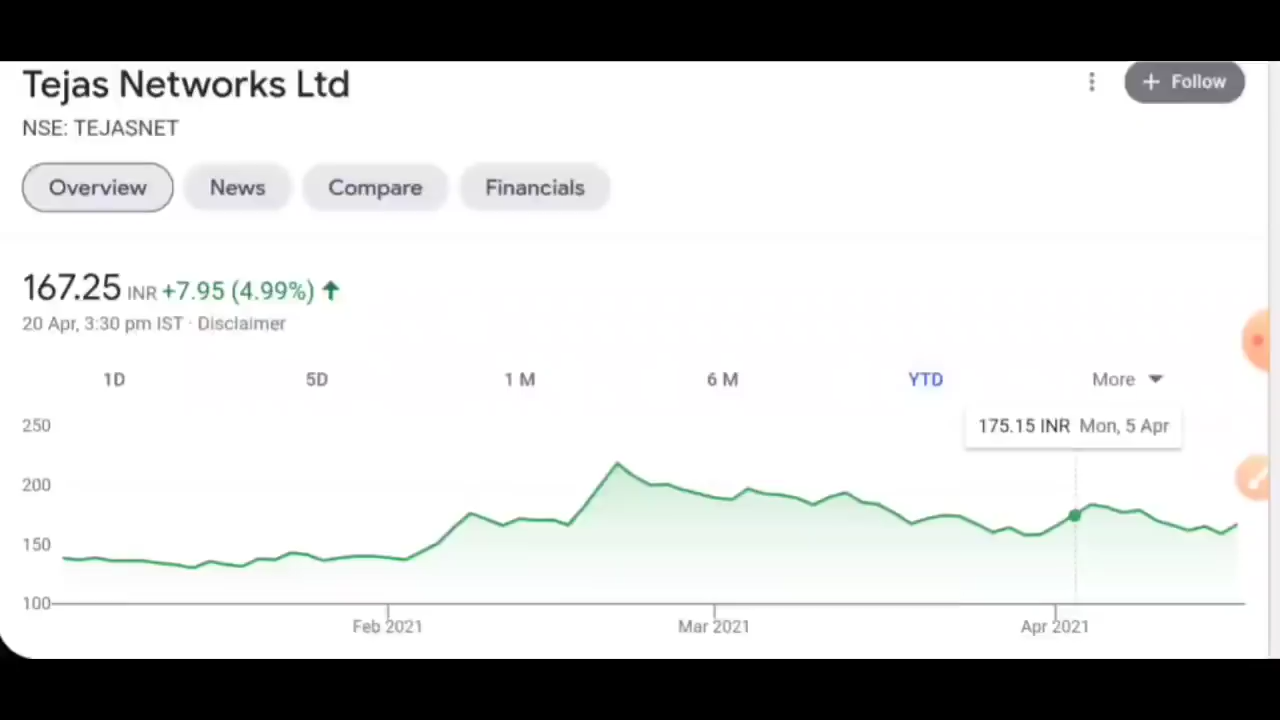 Tejas Networks Ltd
+ Follow
NSE: TEJASNET
Overview News Compare Financials
167.25 INR +7.95 (4.99%) ↑
20 Apr, 3:30 pm IST · Disclaimer
1D 5D 1 M 6 M YTD More
175.15 INR Mon, 5 Apr
250
200
150
100
Feb 2021 Mar 2021 Apr 2021